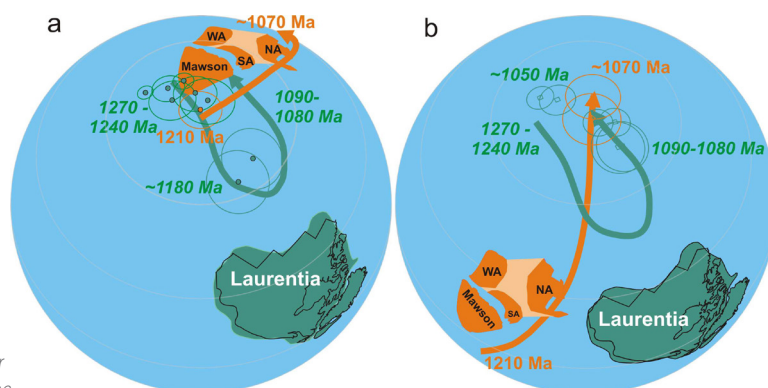 a
~1070 Ma
WA
SA
NA
Mawson
1270 -
1240 Ma
1210 Ma
1090-
1080 Ma
~1180 Ma
Laurentia
b
~1070 Ma
~1050 Ma
1270 -
1240 Ma
1090-1080 Ma
WA
NA
Mawson
SA
1210 Ma
Laurentia